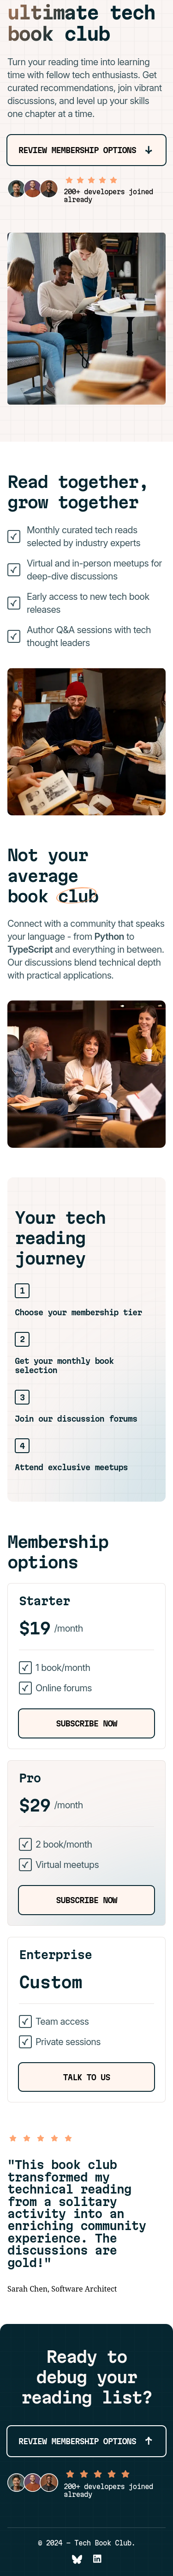 ultimate tech
book club
Turn your reading time into learning
time with fellow tech enthusiasts. Get
curated recommendations, join vibrant
discussions, and level up your skills
one chapter at a time.
REVIEW MEMBERSHIP OPTIONS ↓
200+ developers joined
already
Read together,
grow together
Monthly curated tech reads
selected by industry experts
Virtual and in-person meetups for
deep-dive discussions
Early access to new tech book
releases
Author Q&A sessions with tech
thought leaders
Not your
average
book club
Connect with a community that speaks
your language - from Python to
TypeScript and everything in between.
Our discussions blend technical depth
with practical applications.
Your tech
reading
journey
1
Choose your membership tier
2
Get your monthly book
selection
3
Join our discussion forums
4
Attend exclusive meetups
Membership
options
Starter
$19 /month
1 book/month
Online forums
SUBSCRIBE NOW
Pro
$29 /month
2 book/month
Virtual meetups
SUBSCRIBE NOW
Enterprise
Custom
Team access
Private sessions
TALK TO US
"This book club
transformed my
technical reading
from a solitary
activity into an
enriching community
experience. The
discussions are
gold!"
Sarah Chen, Software Architect
Ready to
debug your
reading list?
REVIEW MEMBERSHIP OPTIONS ↑
200+ developers joined
already
© 2024 - Tech Book Club.